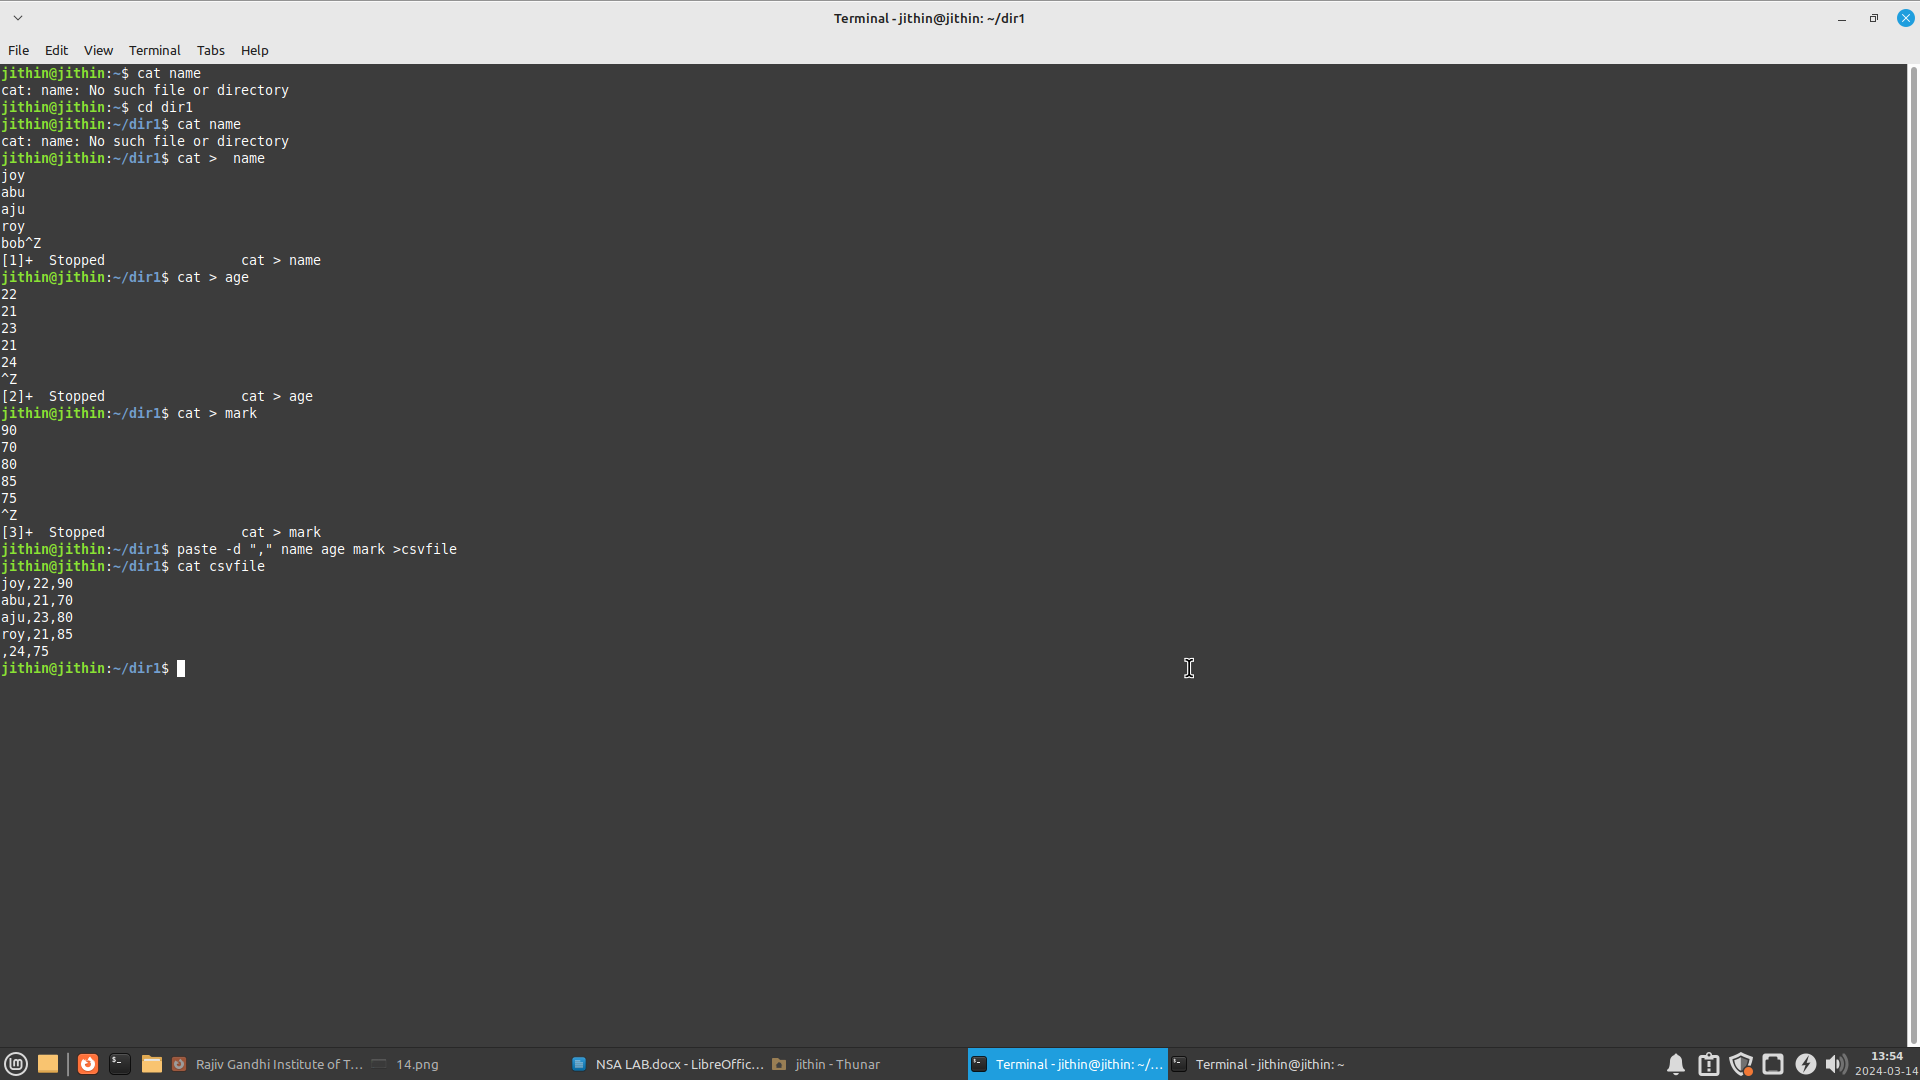 Terminal - jithin@jithin: ~/dir1
File Edit View Terminal Tabs Help
jithin@jithin:~$ cat name
cat: name: No such file or directory
jithin@jithin:~$ cd dir1
jithin@jithin:~/dir1$ cat name
cat: name: No such file or directory
jithin@jithin:~/dir1$ cat >  name
joy
abu
aju
roy
bob^Z
[1]+  Stopped                 cat > name
jithin@jithin:~/dir1$ cat > age
22
21
23
21
24
^Z
[2]+  Stopped                 cat > age
jithin@jithin:~/dir1$ cat > mark
90
70
80
85
75
^Z
[3]+  Stopped                 cat > mark
jithin@jithin:~/dir1$ paste -d "," name age mark >csvfile
jithin@jithin:~/dir1$ cat csvfile
joy,22,90
abu,21,70
aju,23,80
roy,21,85
,24,75
jithin@jithin:~/dir1$
Rajiv Gandhi Institute of T... 14.png NSA LAB.docx - LibreOffic... jithin - Thunar Terminal - jithin@jithin: ~/... Terminal - jithin@jithin: ~ 13:54
2024-03-14